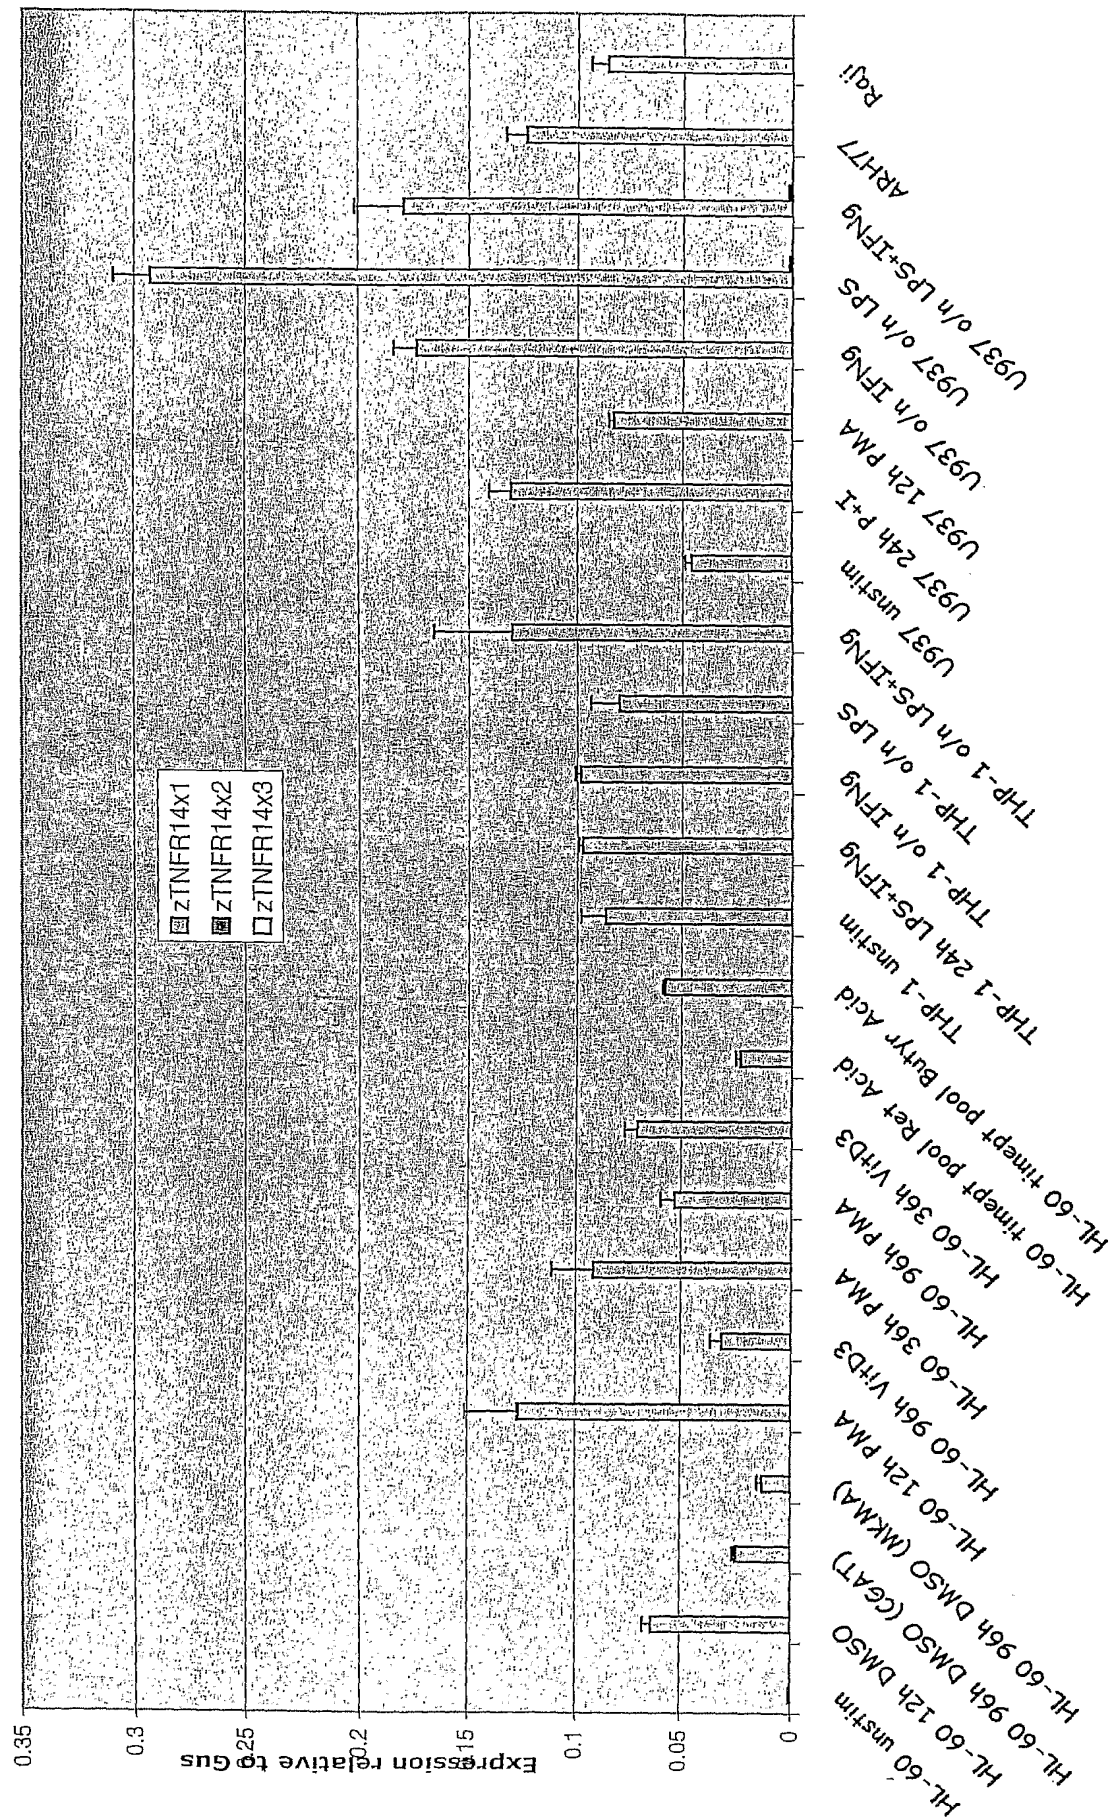 0.35
0.3
0.25
0.2
0.15
0.1
0.05
0
Expression relative to Gus
zTNFR14x1
zTNFR14x2
zTNFR14x3
HL-60 unstim
HL-60 12h DMSO
HL-60 96h DMSO (CGAT)
HL-60 96h DMSO (MKMA)
HL-60 12h PMA
HL-60 96h VitD3
HL-60 36h PMA
HL-60 96h PMA
HL-60 36h VitD3
HL-60 timept pool Ret Acid
HL-60 timept pool Butyr Acid
THP-1 unstim
THP-1 24h LPS+IFNg
THP-1 o/n IFNg
THP-1 o/n LPS
THP-1 o/n LPS+IFNg
U937 unstim
U937 24h P+I
U937 12h PMA
U937 o/n IFNg
U937 o/n LPS
U937 o/n LPS+IFNg
ARH77
Raji